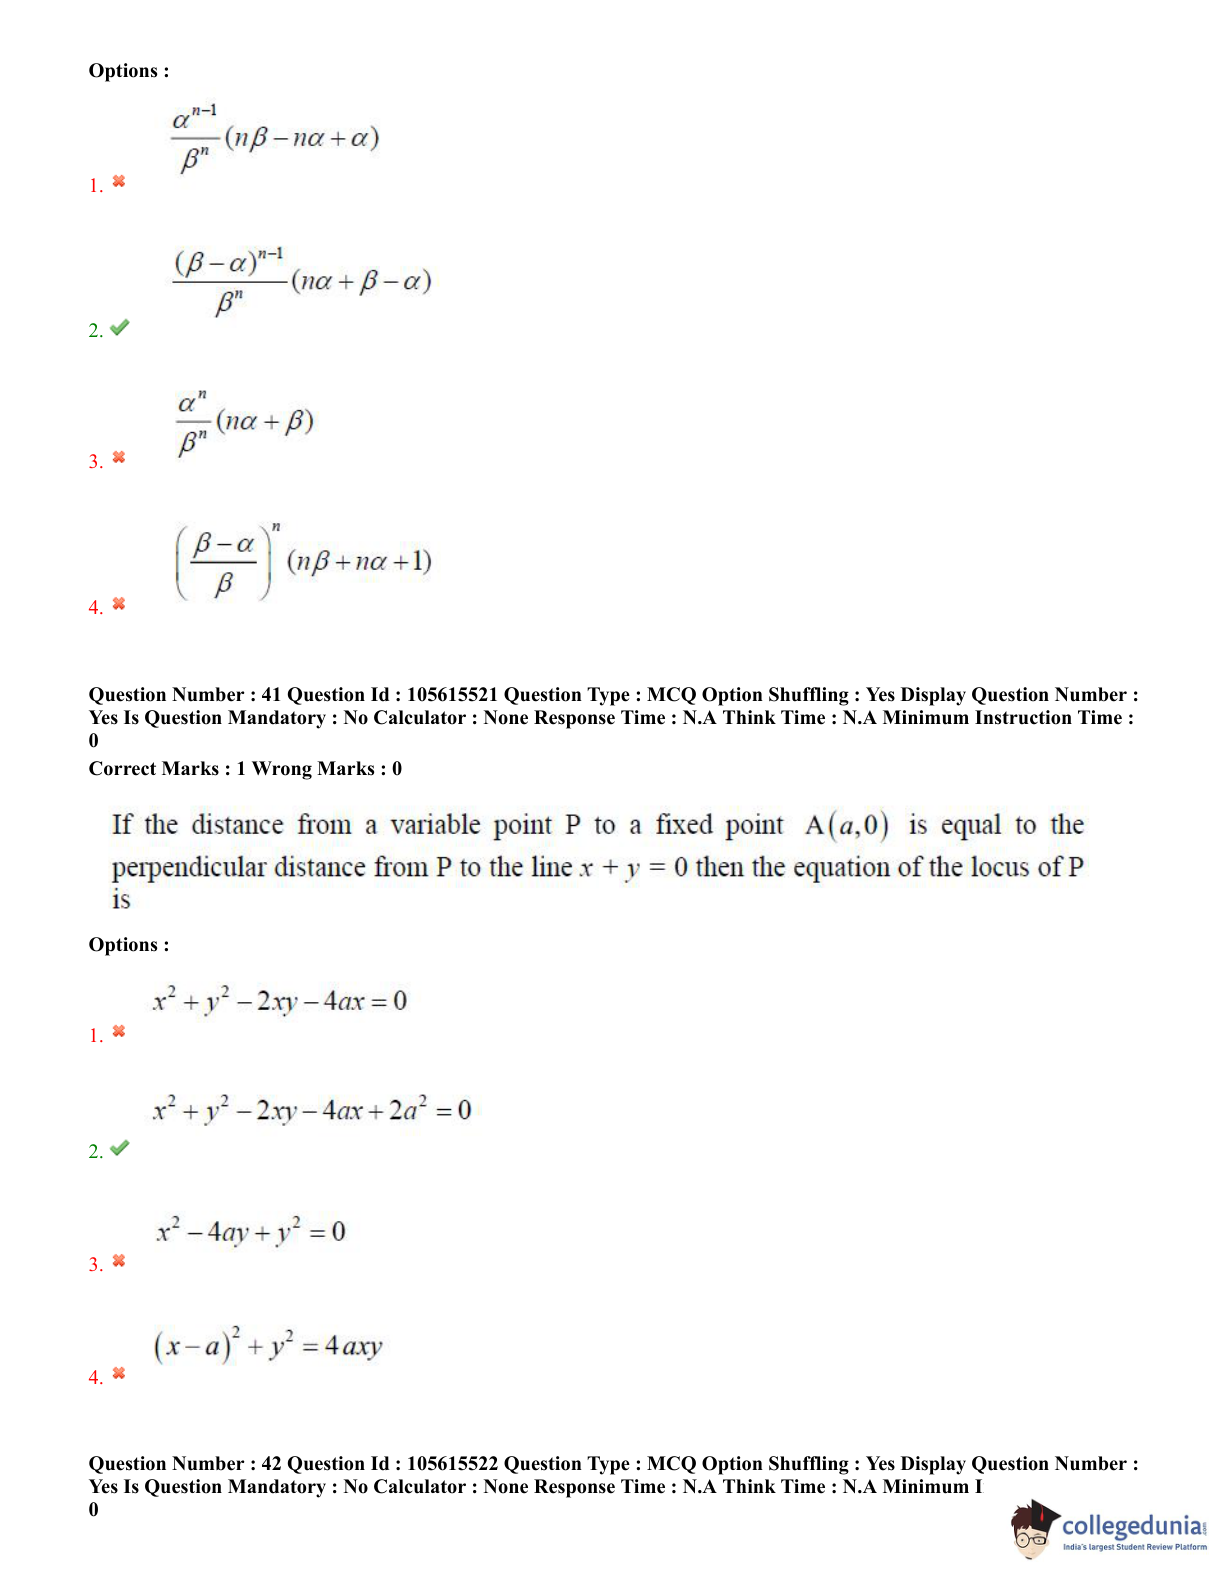 Options :
1. $\frac{\alpha^{n-1}}{\beta^n}(n\beta - n\alpha + \alpha)$
2. $\frac{(\beta-\alpha)^{n-1}}{\beta^n}(n\alpha + \beta - \alpha)$
3. $\frac{\alpha^n}{\beta^n}(n\alpha + \beta)$
4. $\left(\frac{\beta-\alpha}{\beta}\right)^n (n\beta + n\alpha + 1)$
Question Number : 41 Question Id : 105615521 Question Type : MCQ Option Shuffling : Yes Display Question Number :
Yes Is Question Mandatory : No Calculator : None Response Time : N.A Think Time : N.A Minimum Instruction Time :
0
Correct Marks : 1 Wrong Marks : 0
If the distance from a variable point P to a fixed point A(a,0) is equal to the
perpendicular distance from P to the line x + y = 0 then the equation of the locus of P
is
Options :
1. $x^2 + y^2 - 2xy - 4ax = 0$
2. $x^2 + y^2 - 2xy - 4ax + 2a^2 = 0$
3. $x^2 - 4ay + y^2 = 0$
4. $(x-a)^2 + y^2 = 4axy$
Question Number : 42 Question Id : 105615522 Question Type : MCQ Option Shuffling : Yes Display Question Number :
Yes Is Question Mandatory : No Calculator : None Response Time : N.A Think Time : N.A Minimum I
0
collegedunia.com
India's largest Student Review Platform